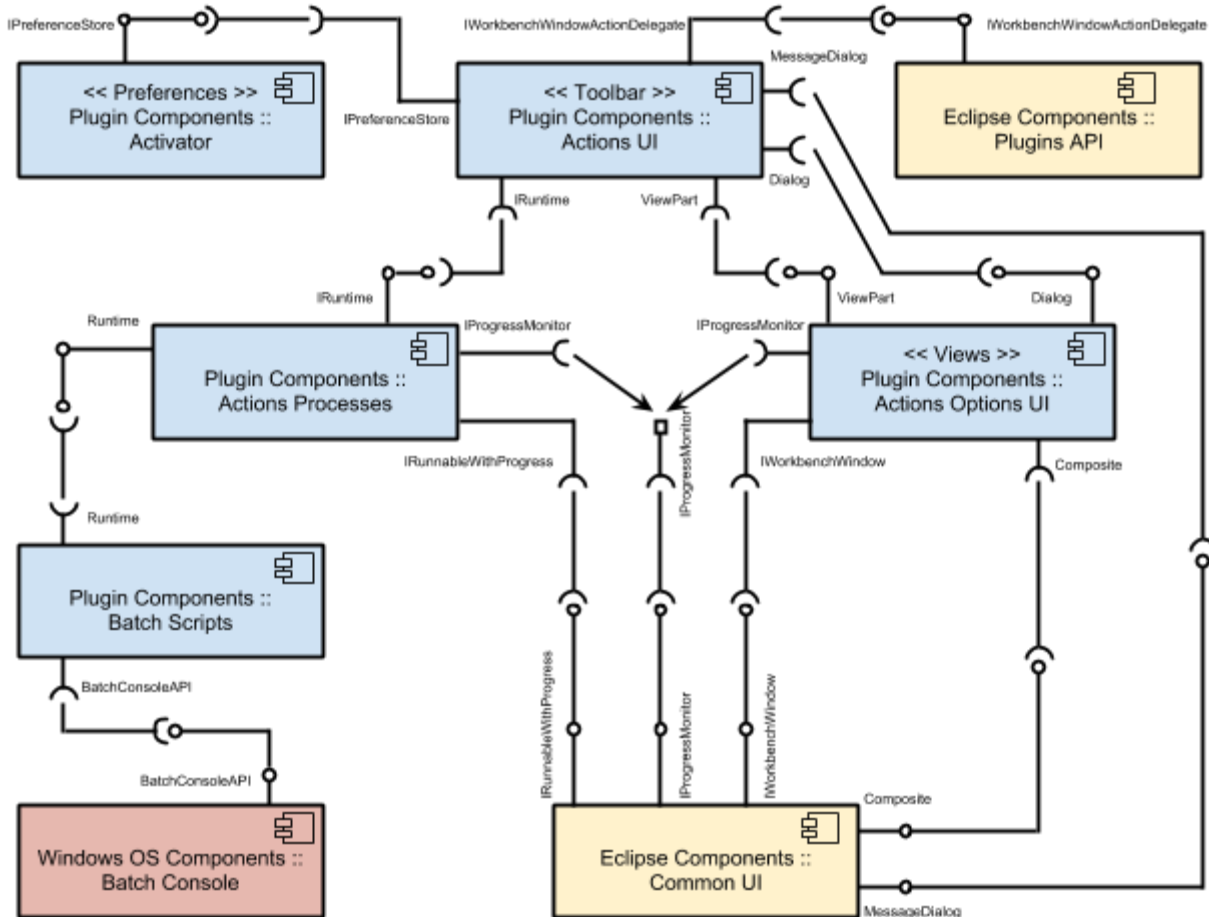 IPreferenceStore
IWorkbenchWindowActionDelegate
IWorkbenchWindowActionDelegate
MessageDialog
<< Preferences >>
Plugin Components ::
Activator
IPreferenceStore
<< Toolbar >>
Plugin Components ::
Actions UI
Eclipse Components ::
Plugins API
Dialog
IRuntime
ViewPart
IRuntime
ViewPart
Dialog
Runtime
IProgressMonitor
IProgressMonitor
Plugin Components ::
Actions Processes
<< Views >>
Plugin Components ::
Actions Options UI
IProgressMonitor
IRunnableWithProgress
IWorkbenchWindow
Composite
Runtime
Plugin Components ::
Batch Scripts
BatchConsoleAPI
IRunnableWithProgress
IProgressMonitor
IWorkbenchWindow
BatchConsoleAPI
Composite
Windows OS Components ::
Batch Console
Eclipse Components ::
Common UI
MessageDialog